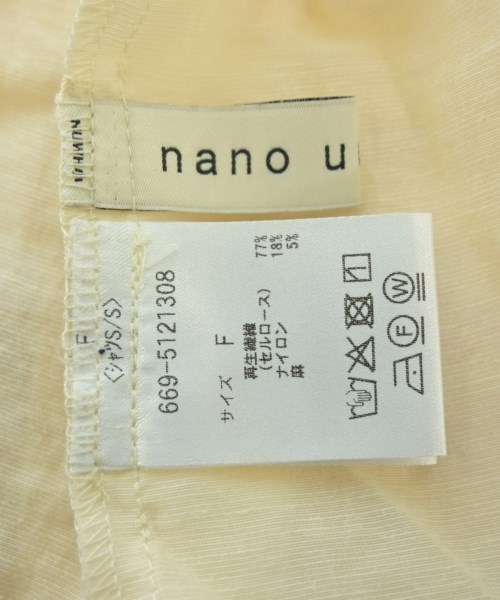 nano u
F
〈シャツS/S〉
669-5121308
サイズ F
再生繊維
(セルロース) 77%
ナイロン 18%
麻 5%
W
F